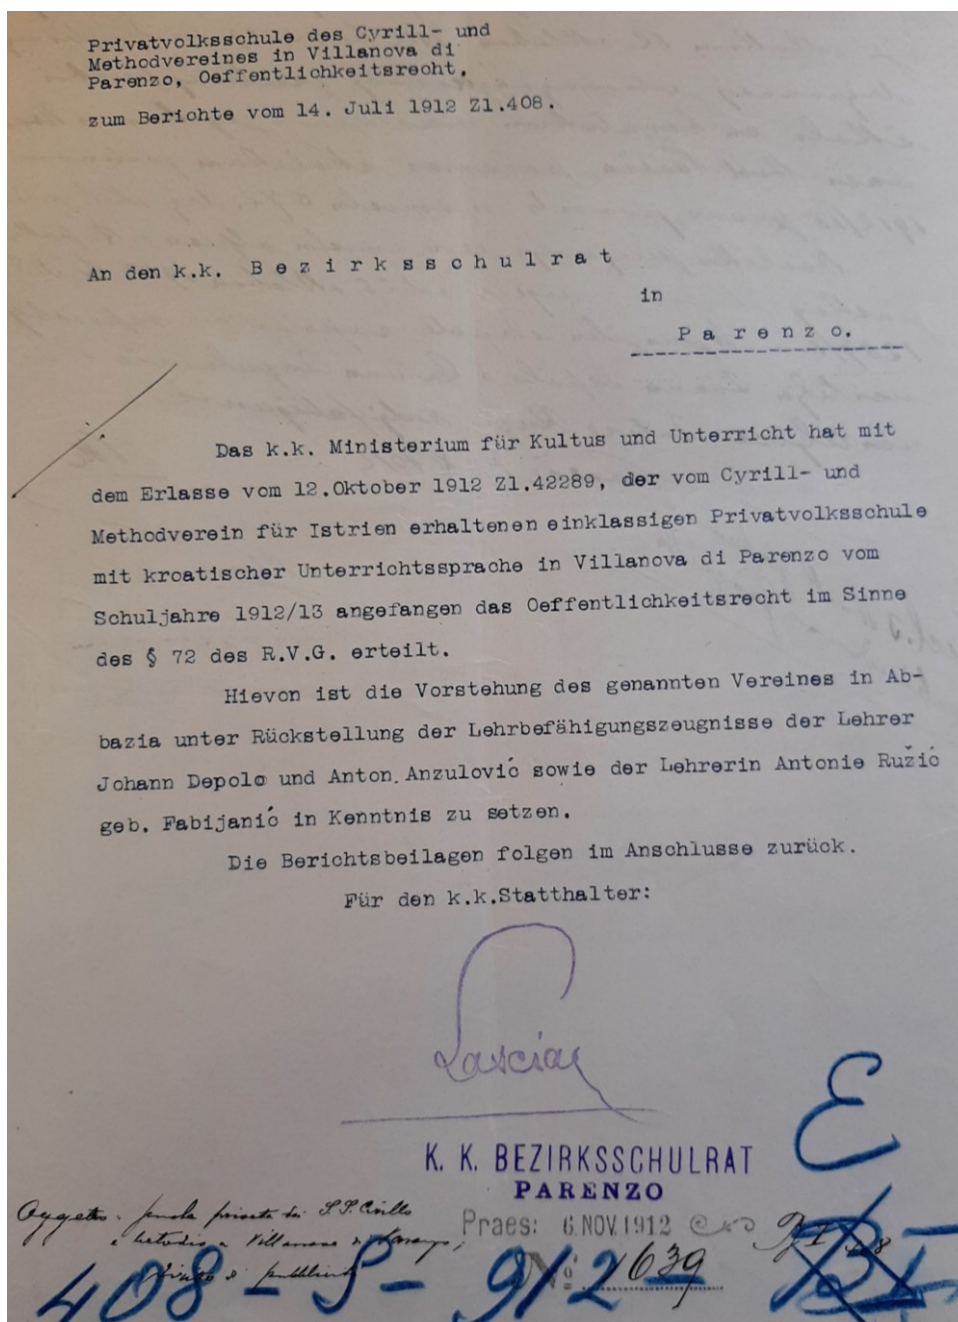 Privatvolksschule des Cyrill- und
Methodvereines in Villanova di
Parenzo, Oeffentlichkeitsrecht.
zum Berichte vom 14. Juli 1912 Zl.408.
An den k.k. Bezirksschulrat
in
Parenzo.
Das k.k. Ministerium für Kultus und Unterricht hat mit
dem Erlasse vom 12.Oktober 1912 Zl.42289, der vom Cyrill- und
Methodverein für Istrien erhaltenen einklassigen Privatvolksschule
mit kroatischer Unterrichtssprache in Villanova di Parenzo vom
Schuljahre 1912/13 angefangen das Oeffentlichkeitsrecht im Sinne
des § 72 des R.V.G. erteilt.
Hievon ist die Vorstehung des genannten Vereines in Ab-
bazia unter Rückstellung der Lehrbefähigungszeugnisse der Lehrer
Johann Depolo und Anton Anzulović sowie der Lehrerin Antonie Ružić
geb. Fabijanić in Kenntnis zu setzen.
Die Berichtsbeilagen folgen im Anschlusse zurück.
Für den k.k.Statthalter:
Lasciac
E
K. K. BEZIRKSSCHULRAT
PARENZO
Oggetto. Scuola privata dei S.S. Cirillo
Praes: 6.NOV.1912
e Metodio a Villanova di Parenzo,
No 1639
diritto di
408-S-912-